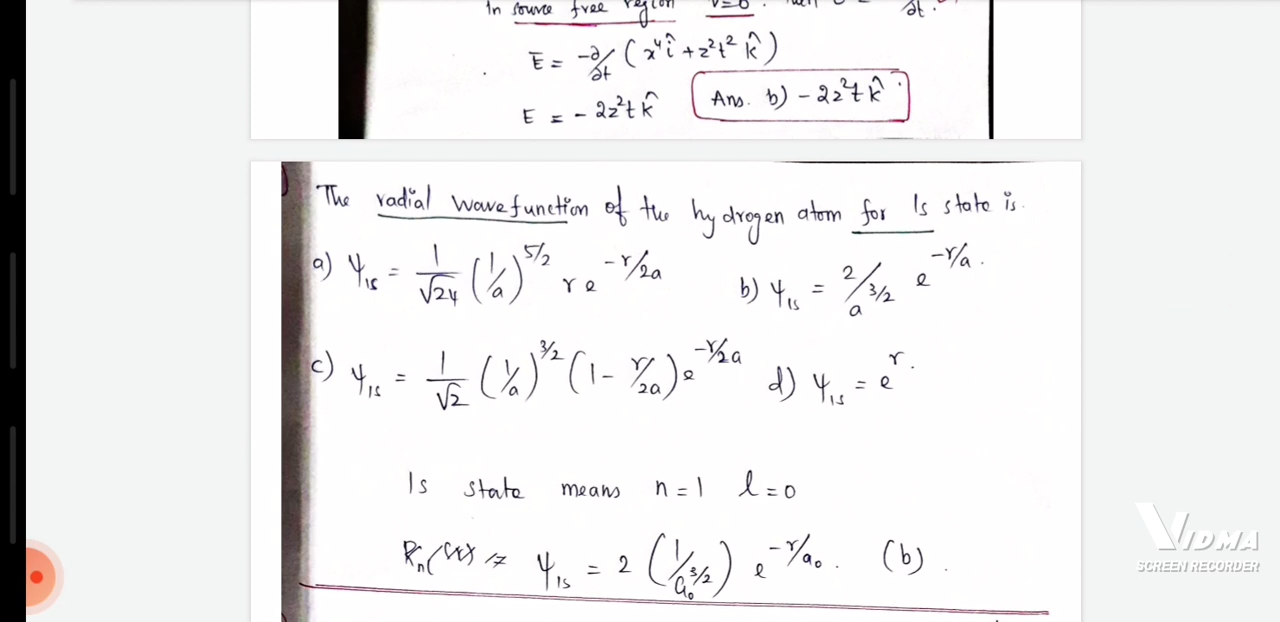 In source free region V=0.
∂t
Ē = -∂/∂t (x⁴î + z²t² k̂)
E = - 2z²t k̂
Ans. b) - 2z²t k̂
The radial wavefunction of the hydrogen atom for 1s state is.
a) ψ₁ₛ = 1/√24 (1/a)^5/2 r e^-r/2a
b) ψ₁ₛ = 2/a^3/2 e^-r/a.
c) ψ₁ₛ = 1/√2 (1/a)^3/2 (1 - r/2a) e^-r/2a
d) ψ₁ₛ = e^r.
1s state means n=1 l=0
ψ₁ₛ = 2 (1/a₀^3/2) e^-r/a₀. (b).
VIDMA
SCREEN RECORDER